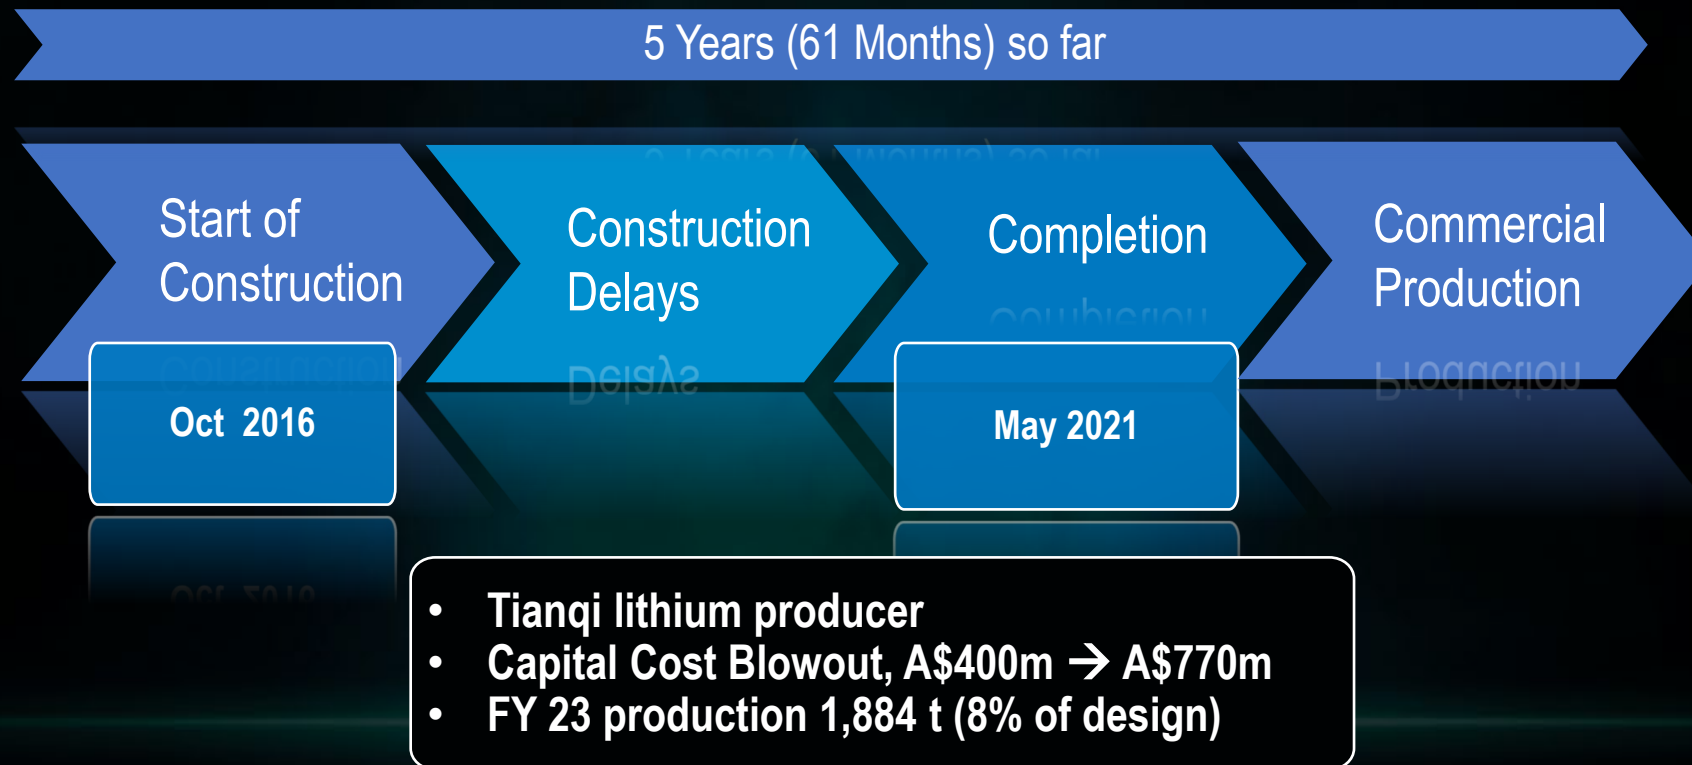 5 Years (61 Months) so far
Start of
Construction
Construction
Delays
Completion
Commercial
Production
Oct 2016
May 2021
• Tianqi lithium producer
• Capital Cost Blowout, A$400m → A$770m
• FY 23 production 1,884 t (8% of design)